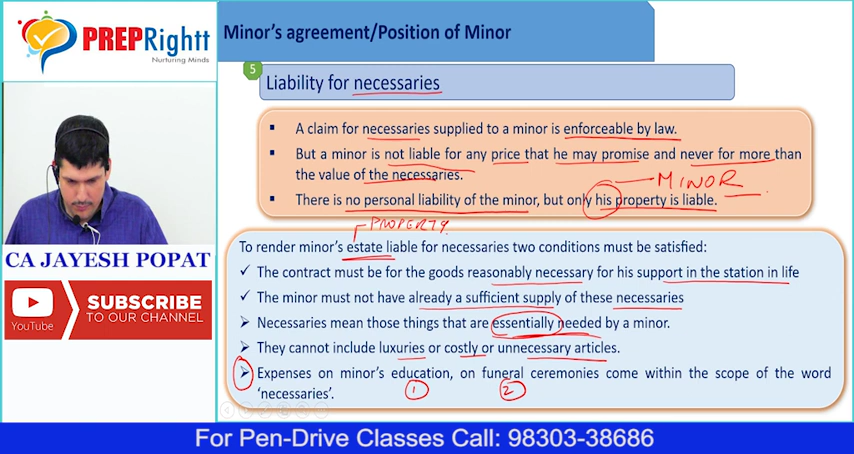 PREPRightt
Nurturing Minds
Minor's agreement/Position of Minor
5
Liability for necessaries
▪ A claim for necessaries supplied to a minor is enforceable by law.
▪ But a minor is not liable for any price that he may promise and never for more than
the value of the necessaries.
MINOR
▪ There is no personal liability of the minor, but only his property is liable.
PROPERTY.
To render minor's estate liable for necessaries two conditions must be satisfied:
✓ The contract must be for the goods reasonably necessary for his support in the station in life
✓ The minor must not have already a sufficient supply of these necessaries
➤ Necessaries mean those things that are essentially needed by a minor.
➤ They cannot include luxuries or costly or unnecessary articles.
➤ Expenses on minor's education, on funeral ceremonies come within the scope of the word
'necessaries'.
1 2
CA JAYESH POPAT
YouTube
SUBSCRIBE
TO OUR CHANNEL
For Pen-Drive Classes Call: 98303-38686